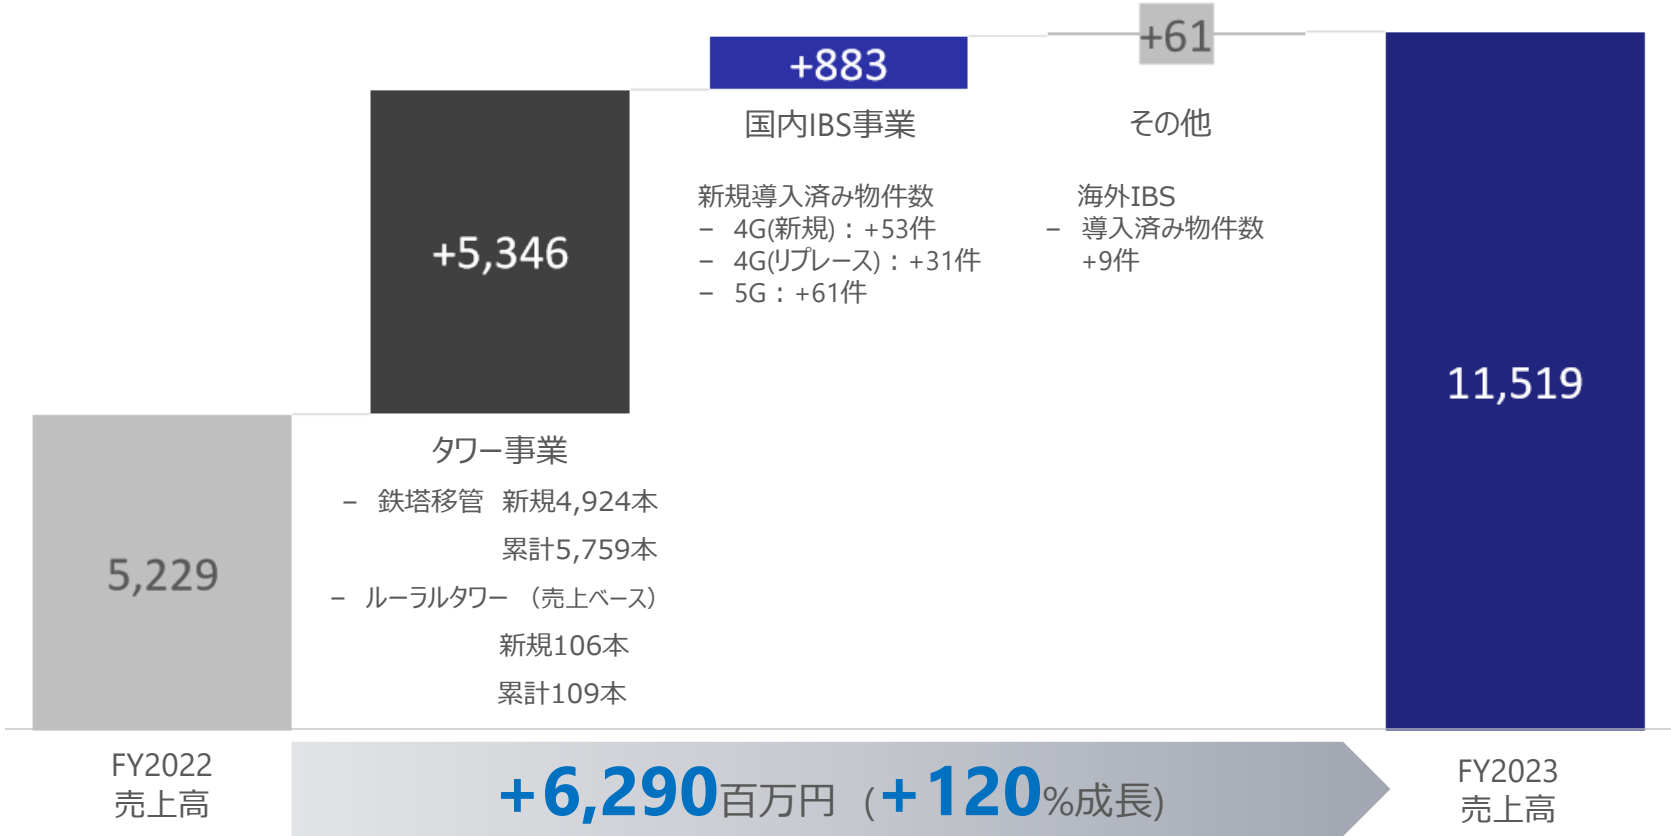 5,229
FY2022
売上高
+5,346
タワー事業
− 鉄塔移管 新規4,924本
累計5,759本
− ルーラルタワー （売上ベース）
新規106本
累計109本
+883
国内IBS事業
新規導入済み物件数
− 4G(新規)：+53件
− 4G(リプレース)：+31件
− 5G：+61件
+61
その他
海外IBS
− 導入済み物件数
+9件
11,519
FY2023
売上高
+6,290百万円 (+120%成長)